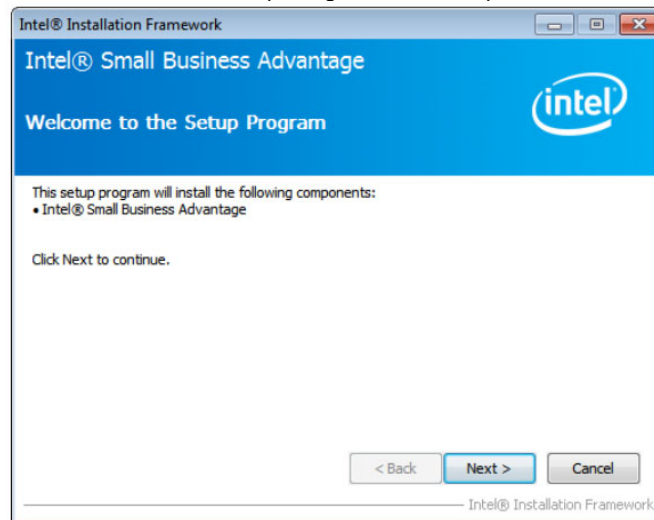 Intel® Installation Framework
Intel® Small Business Advantage
intel
Welcome to the Setup Program
This setup program will install the following components:
• Intel® Small Business Advantage
Click Next to continue.
< Back
Next >
Cancel
Intel® Installation Framework